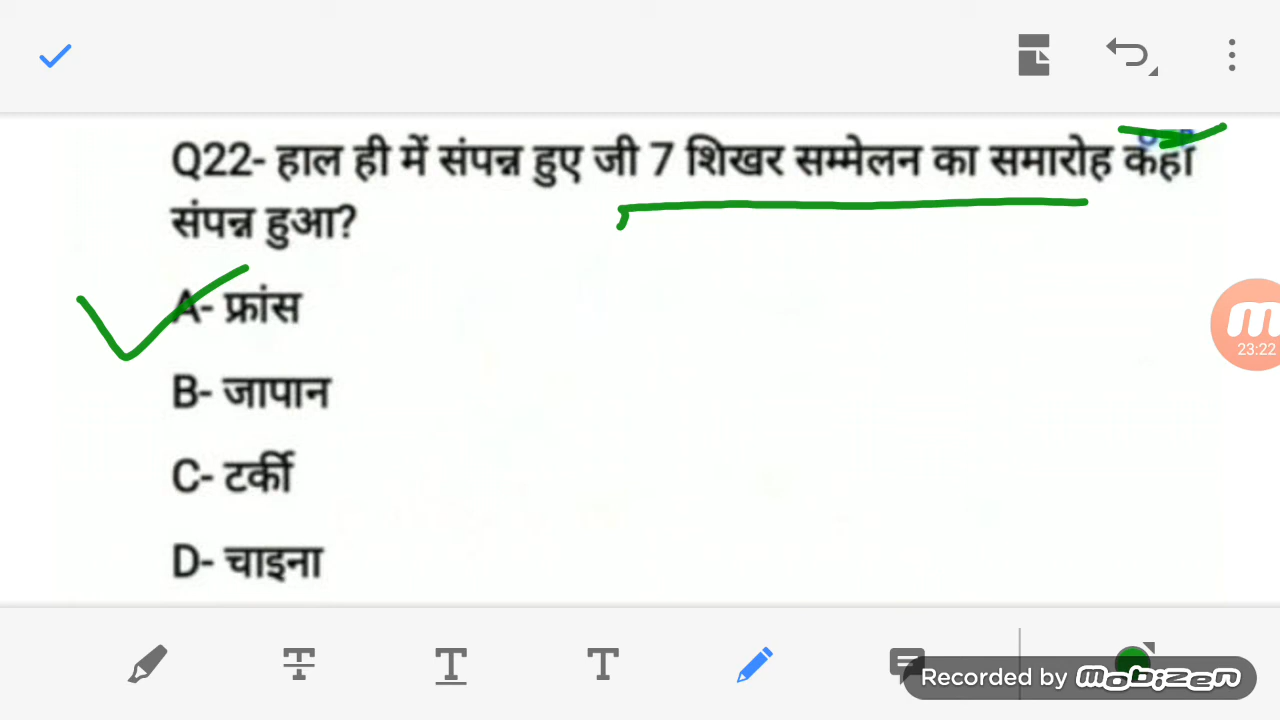 Q22- हाल ही में संपन्न हुए जी 7 शिखर सम्मेलन का समारोह कहां
संपन्न हुआ?
A- फ्रांस
B- जापान
C- टर्की
D- चाइना
23:22
T T T
Recorded by mobizen